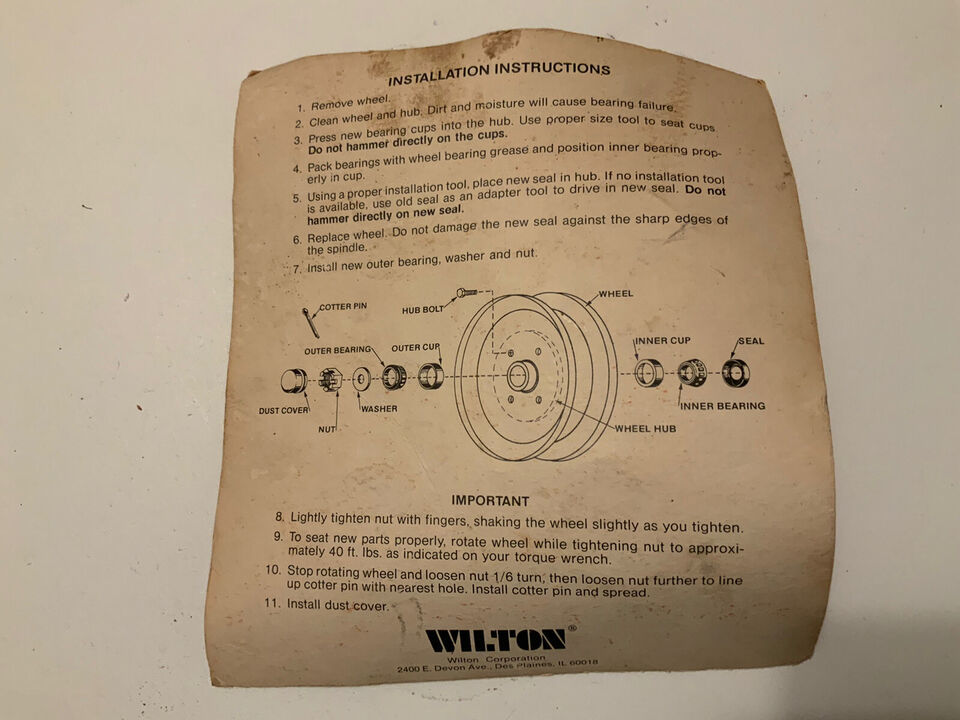 INSTALLATION INSTRUCTIONS
1. Remove wheel.
2. Clean wheel and hub. Dirt and moisture will cause bearing failure.
3. Press new bearing cups into the hub. Use proper size tool to seat cups.
Do not hammer directly on the cups.
4. Pack bearings with wheel bearing grease and position inner bearing prop-
erly in cup.
5. Using a proper installation tool, place new seal in hub. If no installation tool
is available, use old seal as an adapter tool to drive in new seal. Do not
hammer directly on new seal.
6. Replace wheel. Do not damage the new seal against the sharp edges of
the spindle.
7. Install new outer bearing, washer and nut.
COTTER PIN
HUB BOLT
WHEEL
OUTER BEARING
OUTER CUP
INNER CUP
SEAL
DUST COVER
WASHER
INNER BEARING
NUT
WHEEL HUB
IMPORTANT
8. Lightly tighten nut with fingers, shaking the wheel slightly as you tighten.
9. To seat new parts properly, rotate wheel while tightening nut to approxi-
mately 40 ft. lbs. as indicated on your torque wrench.
10. Stop rotating wheel and loosen nut 1/6 turn, then loosen nut further to line
up cotter pin with nearest hole. Install cotter pin and spread.
11. Install dust cover.
WILTON®
Wilton Corporation
2400 E. Devon Ave., Des Plaines, IL 60018